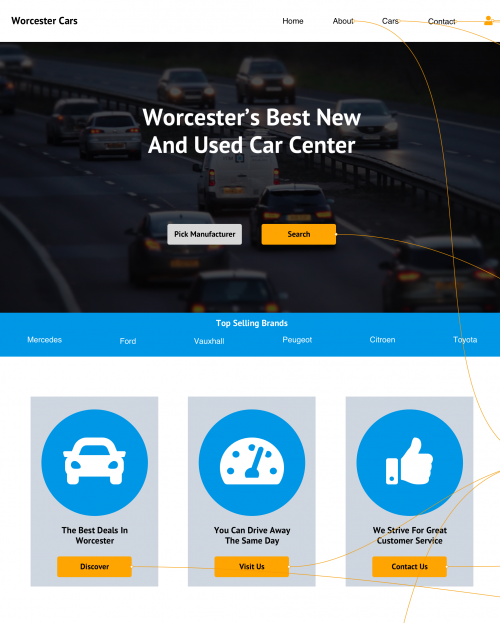 Worcester Cars
Home About Cars Contact
Worcester's Best New
And Used Car Center
Pick Manufacturer Search
Top Selling Brands
Mercedes Ford Vauxhall Peugeot Citroen Toyota
The Best Deals In
Worcester
Discover
You Can Drive Away
The Same Day
Visit Us
We Strive For Great
Customer Service
Contact Us